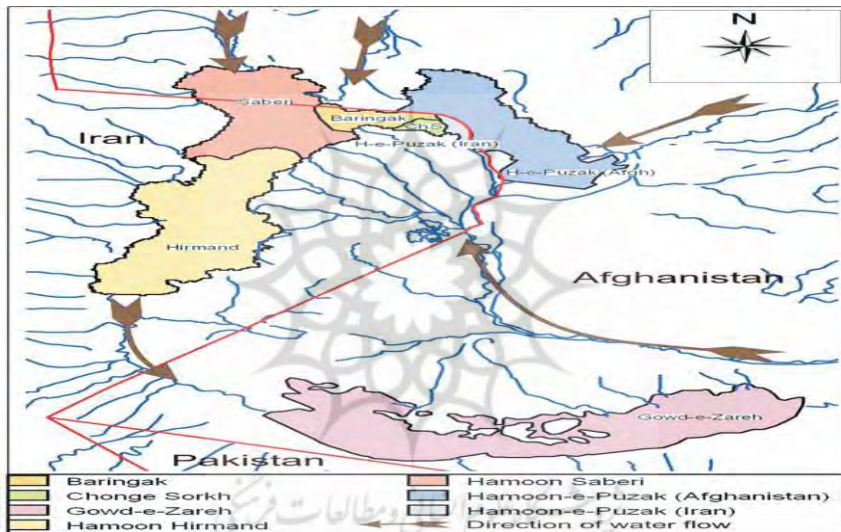 N
Saberi
Baringak
ChS
Iran
H-e-Puzak (Iran)
H-e-Puzak (Afgh)
Hirmand
Afghanistan
Gowd-e-Zareh
Pakistan
Baringak
Chonge Sorkh
Gowd-e-Zareh
Hamoon Hirmand
Hamoon Saberi
Hamoon-e-Puzak (Afghanistan)
Hamoon-e-Puzak (Iran)
Direction of water flow